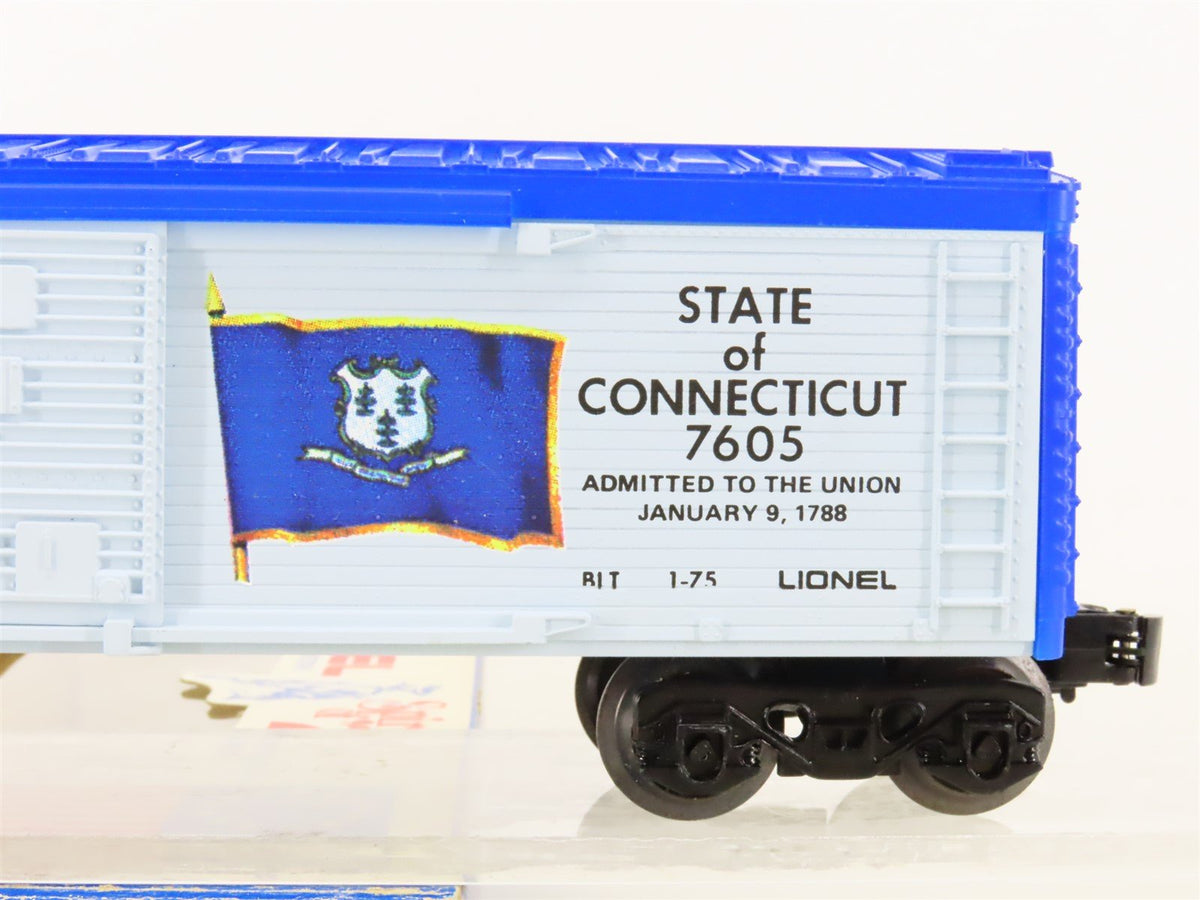 STATE
of
CONNECTICUT
7605
ADMITTED TO THE UNION
JANUARY 9, 1788
BLT 1-75 LIONEL